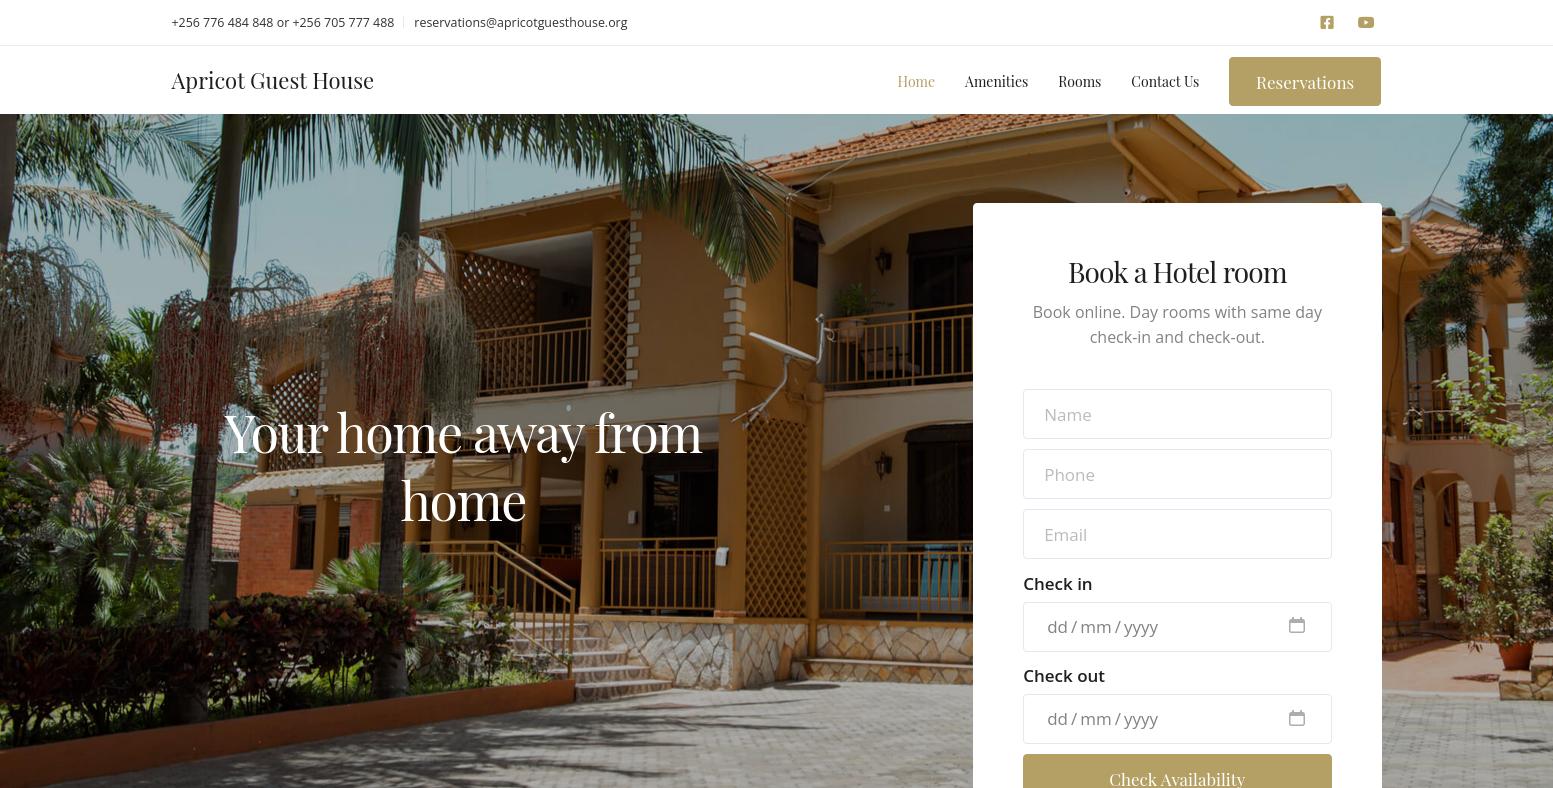 +256 776 484 848 or +256 705 777 488
reservations@apricotguesthouse.org
Apricot Guest House
Home
Amenities
Rooms
Contact Us
Reservations
Your home away from
home
Book a Hotel room
Book online. Day rooms with same day
check-in and check-out.
Name
Phone
Email
Check in
dd / mm / yyyy
Check out
dd / mm / yyyy
Check Availability